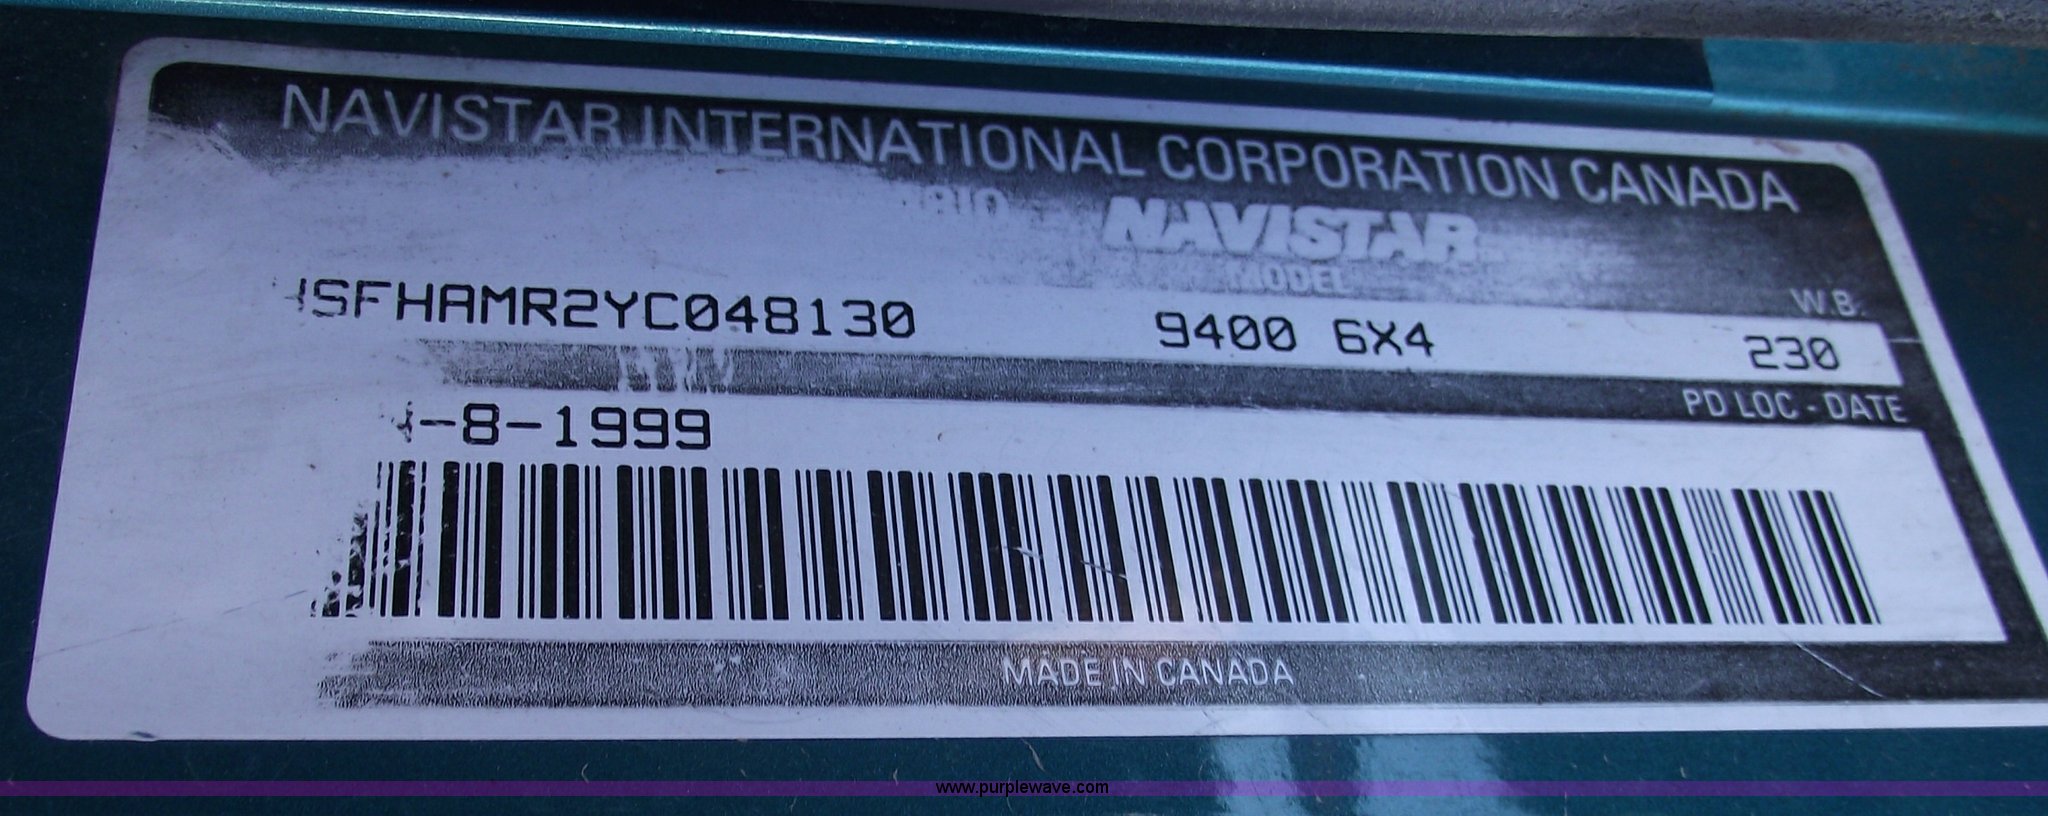 NAVISTAR INTERNATIONAL CORPORATION CANADA
NAVISTAR
MODEL
W.B.
SFHAMR2YC048130 9400 6X4 230
PD LOC - DATE
-8-1999
MADE IN CANADA
www.purplewave.com